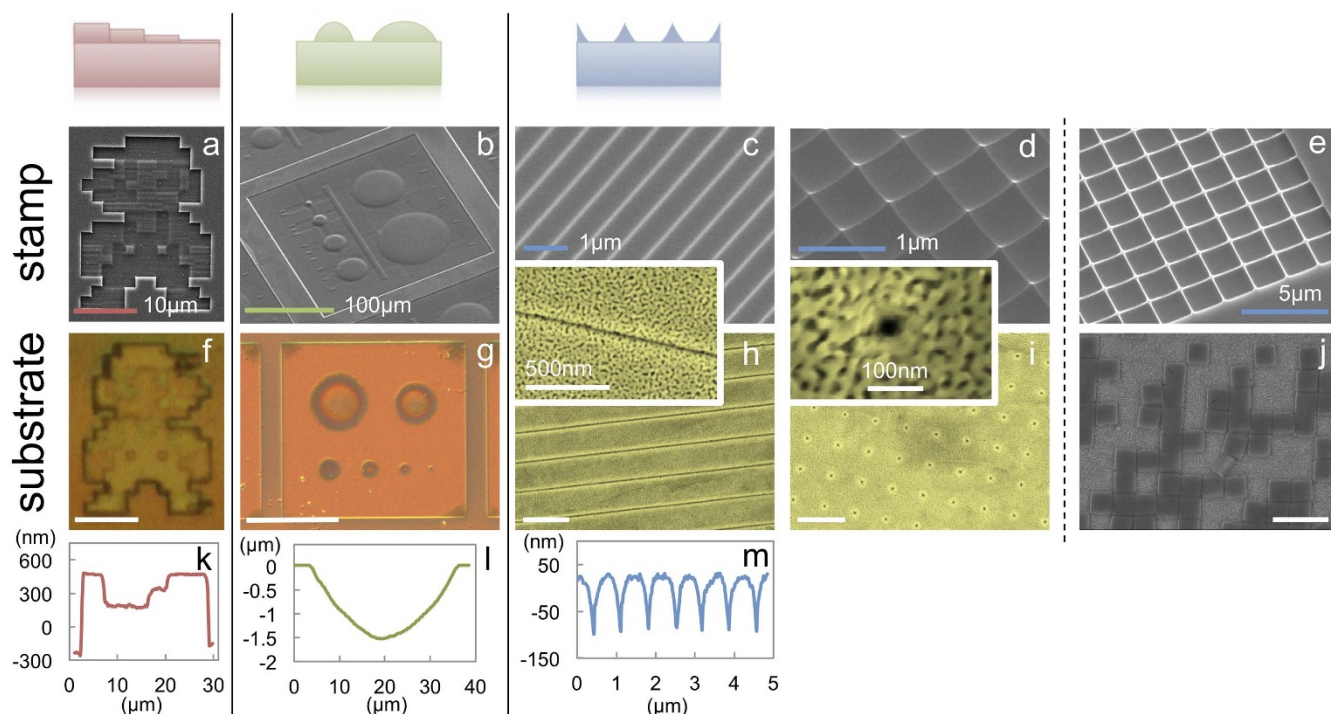 stamp
a
10μm
b
100μm
c
1μm
d
1μm
e
5μm
substrate
f
g
500nm
h
100nm
i
j
(nm)
k
600
300
0
-300
0 10 20 30
(μm)
(μm)
l
0
-0.5
-1
-1.5
-2
0 10 20 30 40
(μm)
(nm)
m
50
-50
-150
0 1 2 3 4 5
(μm)